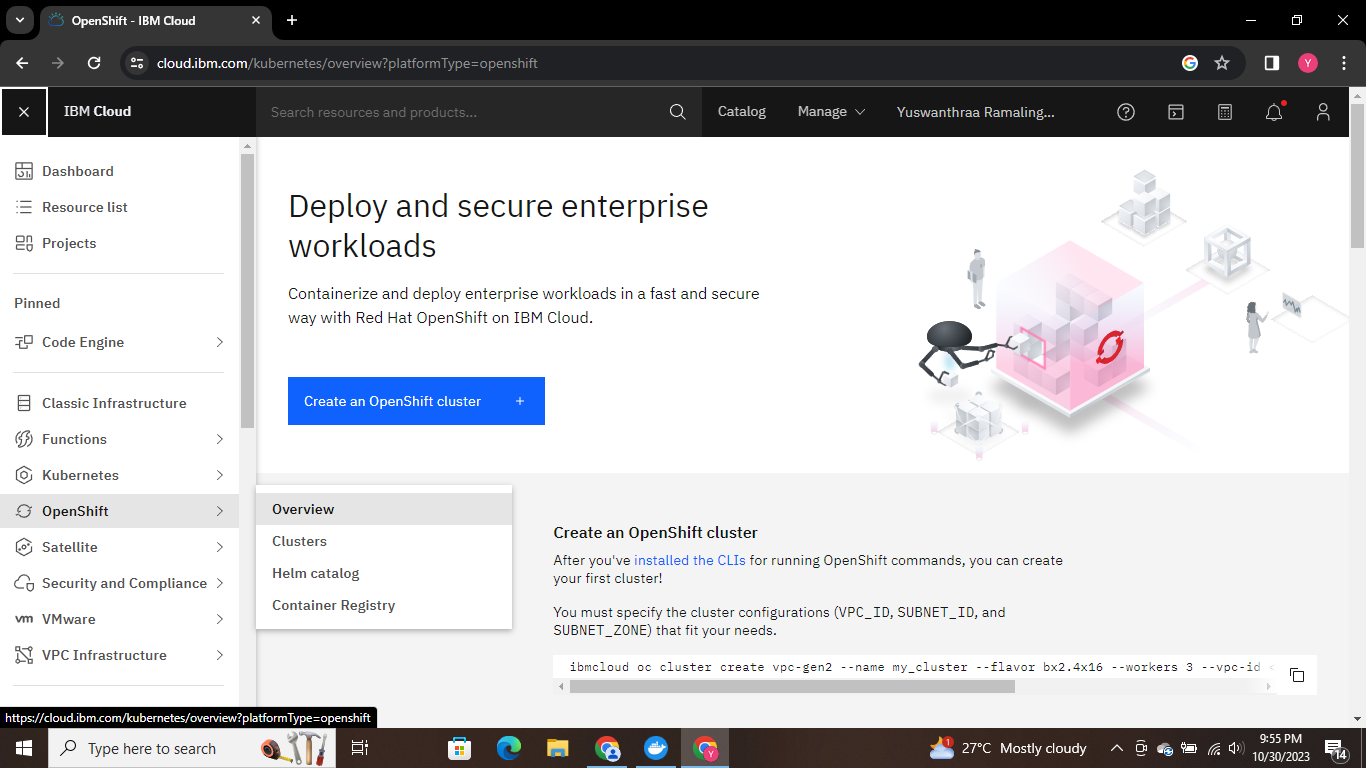 OpenShift - IBM Cloud
cloud.ibm.com/kubernetes/overview?platformType=openshift
Y
IBM Cloud
Search resources and products...
Catalog
Manage
Yuswanthraa Ramaling...
Dashboard
Resource list
Projects
Pinned
Code Engine
Classic Infrastructure
Functions
Kubernetes
OpenShift
Satellite
Security and Compliance
vm VMware
VPC Infrastructure
Overview
Clusters
Helm catalog
Container Registry
Deploy and secure enterprise
workloads
Containerize and deploy enterprise workloads in a fast and secure
way with Red Hat OpenShift on IBM Cloud.
Create an OpenShift cluster +
Create an OpenShift cluster
After you've installed the CLIs for running OpenShift commands, you can create
your first cluster!
You must specify the cluster configurations (VPC_ID, SUBNET_ID, and
SUBNET_ZONE) that fit your needs.
ibmcloud oc cluster create vpc-gen2 --name my_cluster --flavor bx2.4x16 --workers 3 --vpc-id <
https://cloud.ibm.com/kubernetes/overview?platformType=openshift
Type here to search
Y
1
27°C Mostly cloudy
9:55 PM
10/30/2023
14